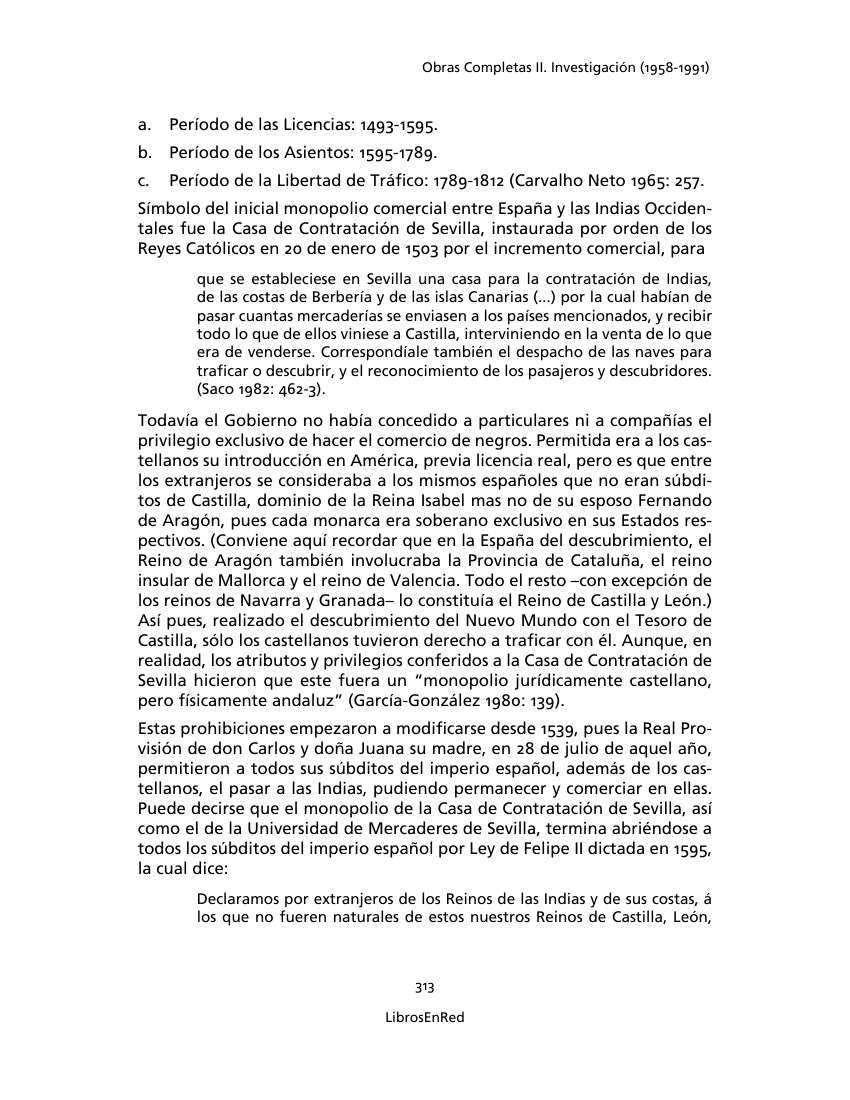 Obras Completas II. Investigación (1958-1991)
a. Período de las Licencias: 1493-1595.
b. Período de los Asientos: 1595-1789.
c. Período de la Libertad de Tráfico: 1789-1812 (Carvalho Neto 1965: 257.
Símbolo del inicial monopolio comercial entre España y las Indias Occiden-
tales fue la Casa de Contratación de Sevilla, instaurada por orden de los
Reyes Católicos en 20 de enero de 1503 por el incremento comercial, para
que se estableciese en Sevilla una casa para la contratación de Indias,
de las costas de Berbería y de las islas Canarias (...) por la cual habían de
pasar cuantas mercaderías se enviasen a los países mencionados, y recibir
todo lo que de ellos viniese a Castilla, interviniendo en la venta de lo que
era de venderse. Correspondíale también el despacho de las naves para
traficar o descubrir, y el reconocimiento de los pasajeros y descubridores.
(Saco 1982: 462-3).
Todavía el Gobierno no había concedido a particulares ni a compañías el
privilegio exclusivo de hacer el comercio de negros. Permitida era a los cas-
tellanos su introducción en América, previa licencia real, pero es que entre
los extranjeros se consideraba a los mismos españoles que no eran súbdi-
tos de Castilla, dominio de la Reina Isabel mas no de su esposo Fernando
de Aragón, pues cada monarca era soberano exclusivo en sus Estados res-
pectivos. (Conviene aquí recordar que en la España del descubrimiento, el
Reino de Aragón también involucraba la Provincia de Cataluña, el reino
insular de Mallorca y el reino de Valencia. Todo el resto –con excepción de
los reinos de Navarra y Granada– lo constituía el Reino de Castilla y León.)
Así pues, realizado el descubrimiento del Nuevo Mundo con el Tesoro de
Castilla, sólo los castellanos tuvieron derecho a traficar con él. Aunque, en
realidad, los atributos y privilegios conferidos a la Casa de Contratación de
Sevilla hicieron que este fuera un “monopolio jurídicamente castellano,
pero físicamente andaluz” (García-González 1980: 139).
Estas prohibiciones empezaron a modificarse desde 1539, pues la Real Pro-
visión de don Carlos y doña Juana su madre, en 28 de julio de aquel año,
permitieron a todos sus súbditos del imperio español, además de los cas-
tellanos, el pasar a las Indias, pudiendo permanecer y comerciar en ellas.
Puede decirse que el monopolio de la Casa de Contratación de Sevilla, así
como el de la Universidad de Mercaderes de Sevilla, termina abriéndose a
todos los súbditos del imperio español por Ley de Felipe II dictada en 1595,
la cual dice:
Declaramos por extranjeros de los Reinos de las Indias y de sus costas, á
los que no fueren naturales de estos nuestros Reinos de Castilla, León,
313
LibrosEnRed